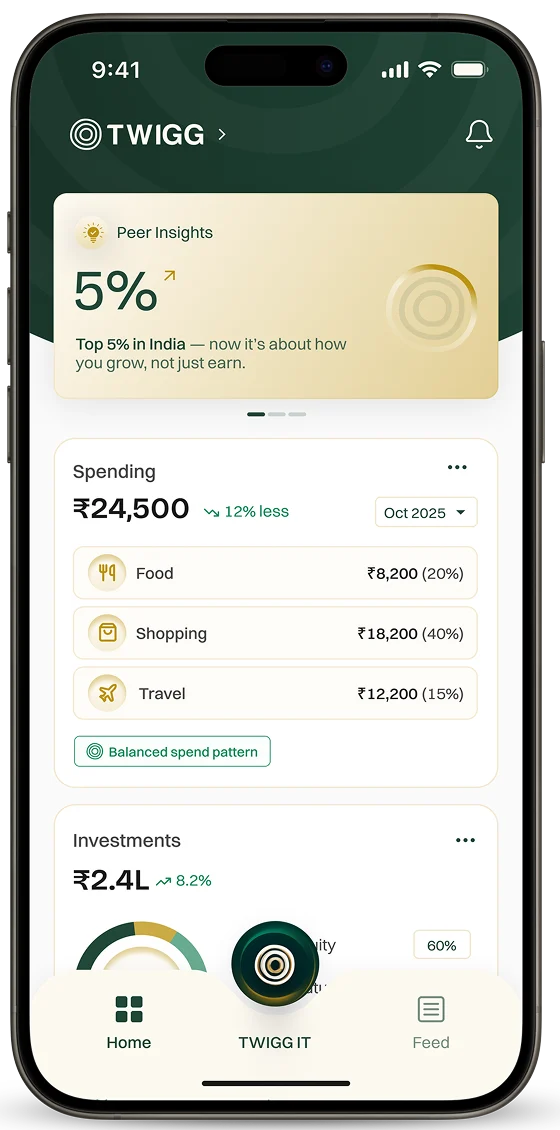 9:41
TWIGG
Peer Insights
5%
Top 5% in India — now it's about how
you grow, not just earn.
Spending
₹24,500 12% less
Oct 2025
Food ₹8,200 (20%)
Shopping ₹18,200 (40%)
Travel ₹12,200 (15%)
Balanced spend pattern
Investments
₹2.4L 8.2%
uity 60%
Home TWIGG IT Feed